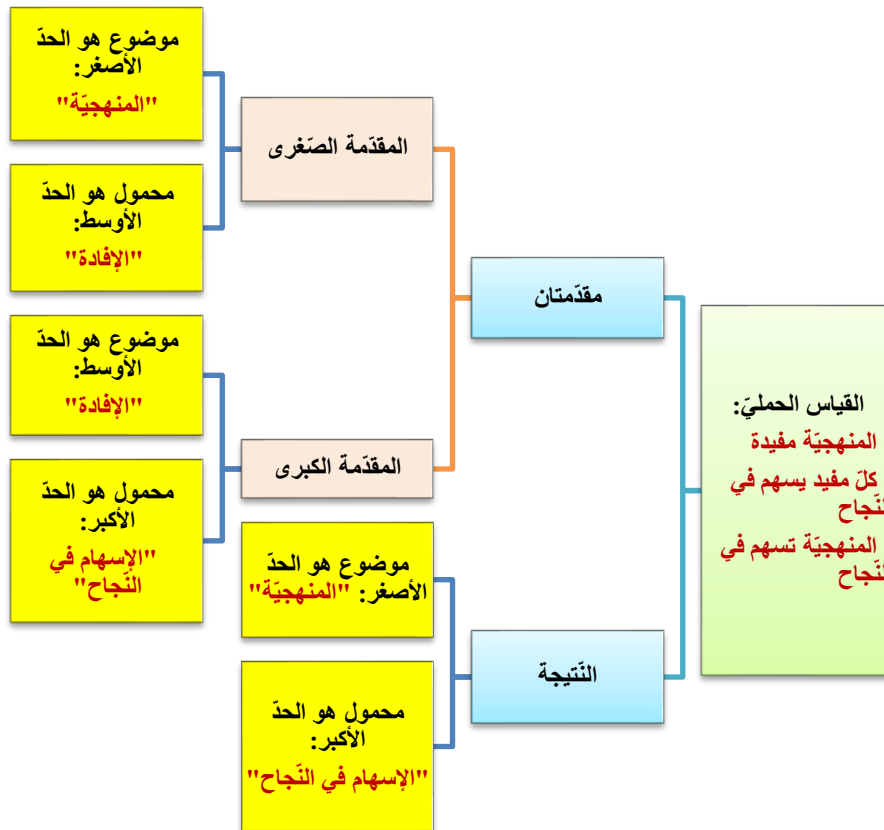 القياس الحمليّ:
المنهجيّة مفيدة
كلّ مفيد يسهم في
النّجاح
المنهجيّة تسهم في
النّجاح
مقدّمتان
المقدّمة الصّغرى
موضوع هو الحدّ
الأصغر:
"المنهجيّة"
محمول هو الحدّ
الأوسط:
"الإفادة"
المقدّمة الكبرى
موضوع هو الحدّ
الأوسط:
"الإفادة"
محمول هو الحدّ
الأكبر:
"الإسهام في
النّجاح"
النّتيجة
موضوع هو الحدّ
الأصغر: "المنهجيّة"
محمول هو الحدّ
الأكبر:
"الإسهام في النّجاح"